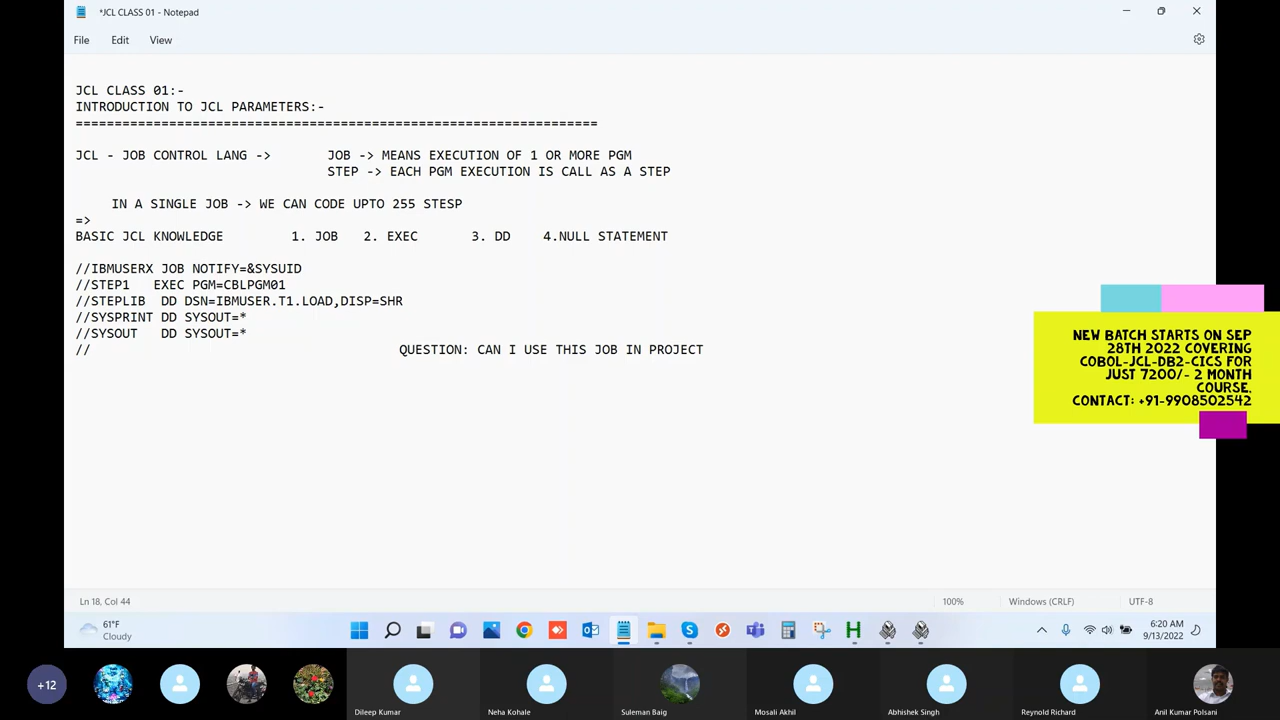 *JCL CLASS 01 - Notepad
File Edit View
JCL CLASS 01:-
INTRODUCTION TO JCL PARAMETERS:-
===================================================================
JCL - JOB CONTROL LANG -> JOB -> MEANS EXECUTION OF 1 OR MORE PGM
STEP -> EACH PGM EXECUTION IS CALL AS A STEP
IN A SINGLE JOB -> WE CAN CODE UPTO 255 STESP
=>
BASIC JCL KNOWLEDGE 1. JOB 2. EXEC 3. DD 4.NULL STATEMENT
//IBMUSERX JOB NOTIFY=&SYSUID
//STEP1 EXEC PGM=CBLPGM01
//STEPLIB DD DSN=IBMUSER.T1.LOAD,DISP=SHR
//SYSPRINT DD SYSOUT=*
//SYSOUT DD SYSOUT=*
// QUESTION: CAN I USE THIS JOB IN PROJECT
NEW BATCH STARTS ON SEP
28TH 2022 COVERING
COBOL-JCL-DB2-CICS FOR
JUST 7200/- 2 MONTH
COURSE.
CONTACT: +91-9908502542
Ln 18, Col 44 100% Windows (CRLF) UTF-8
61°F
Cloudy
6:20 AM
9/13/2022
+12
Dileep Kumar Neha Kohale Suleman Baig Mosali Akhil Abhishek Singh Reynold Richard Anil Kumar Polsani